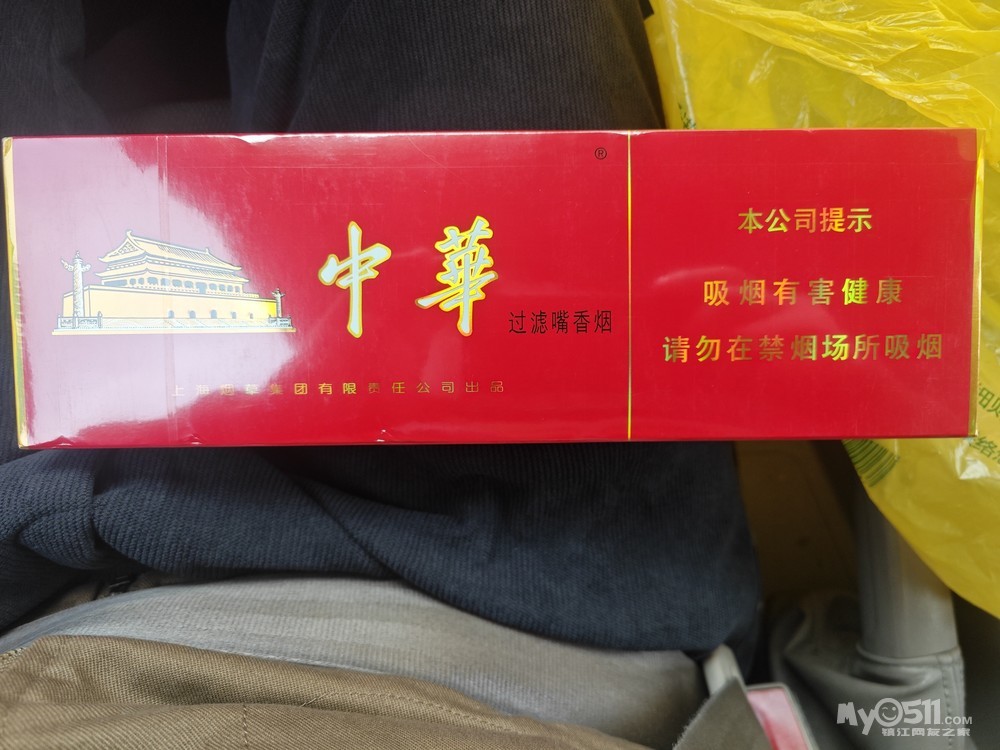 ®
中華
过滤嘴香烟
上海烟草集团有限责任公司出品
本公司提示
吸烟有害健康
请勿在禁烟场所吸烟
My0511.com
镇江网友之家